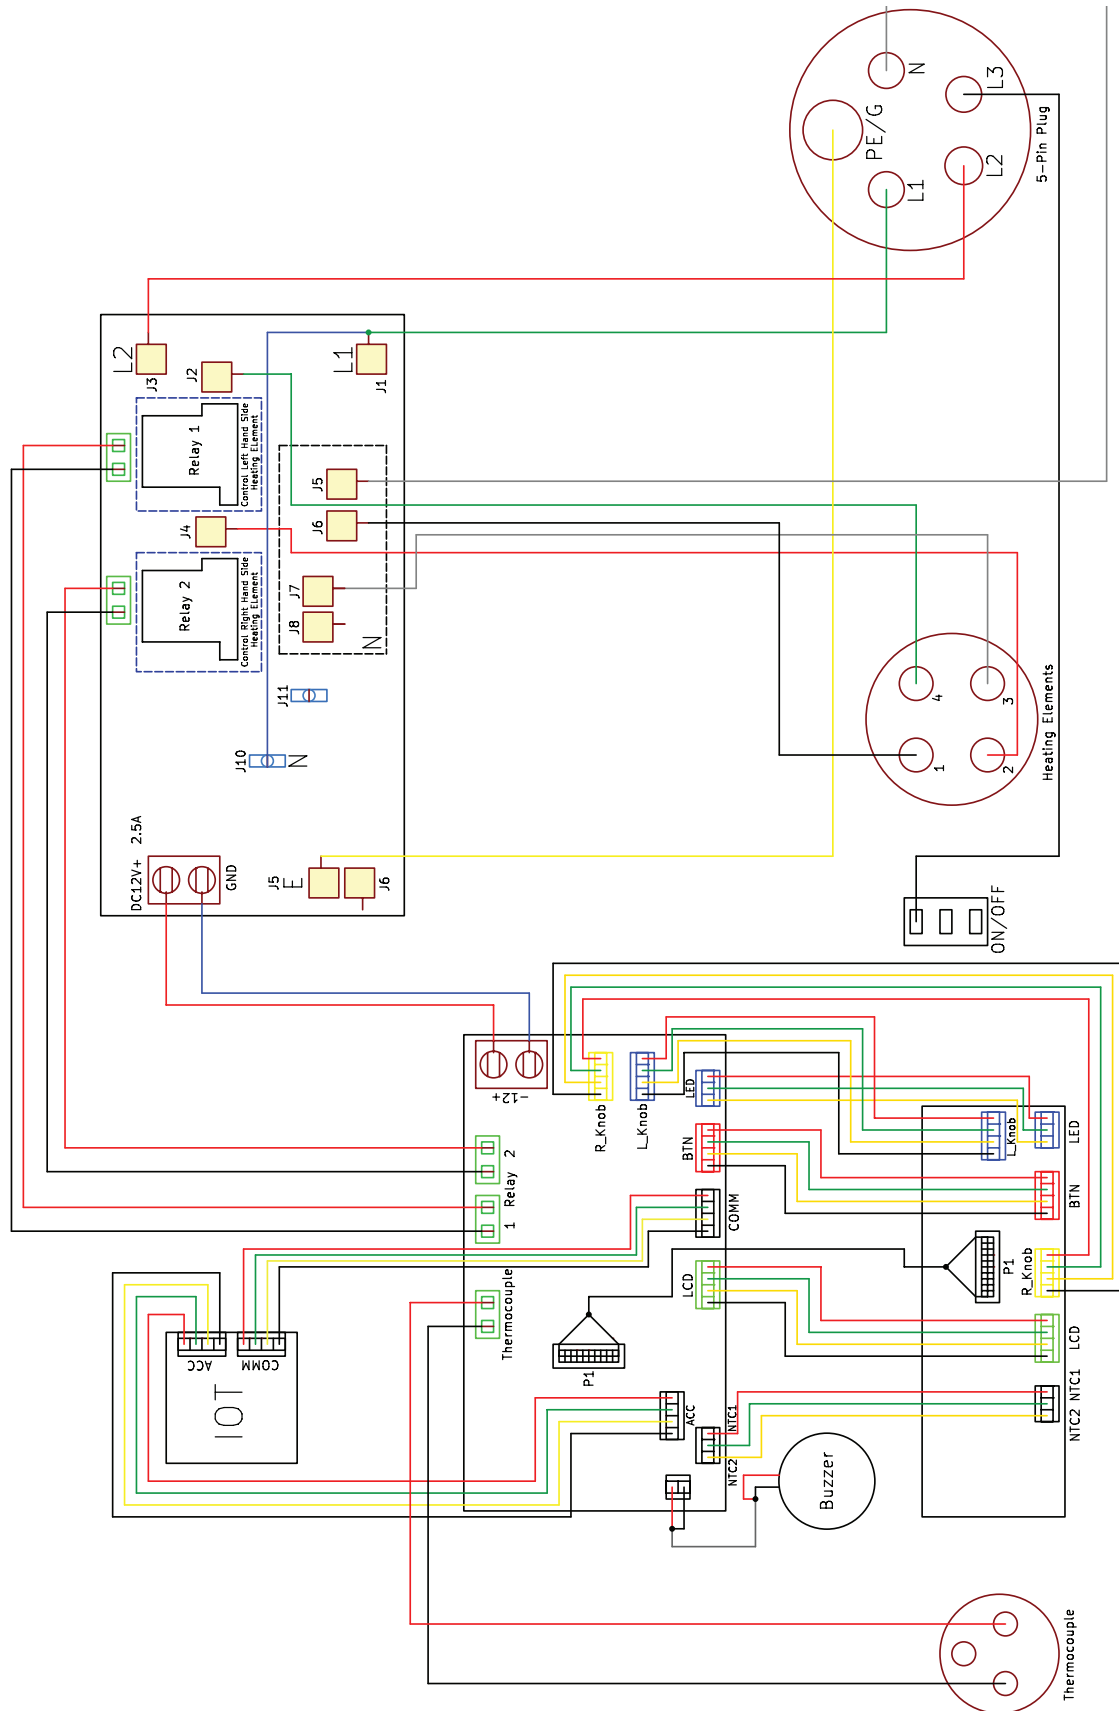 N
L3
PE/G
L1
L2
5-Pin Plug
L2
J3
J2
L1
J1
Relay 1
Control Left Hand Side
Heating Element
J5
J6
J4
Relay 2
Control Right Hand Side
Heating Element
J7
J8
N
J11
J10
N
4
3
1
2
Heating Elements
DC12V+ 2.5A
GND
J5
E
J6
ON/OFF
-12+
R_Knob
L_Knob
LED
BTN
COMM
LCD
Relay
2
1
Thermocouple
P1
ACC
NTC1
NTC2
L_Knob
LED
BTN
P1
R_Knob
LCD
NTC2 NTC1
ACC
COMM
IOT
Buzzer
Thermocouple